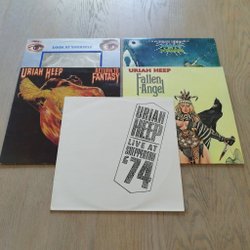 LOOK AT YOURSELF
URIAH HEEP
RETURN TO
FANTASY
URIAH HEEP
Fallen
Angel
URIAH
HEEP
LIVE AT
SHEPPERTON
'74